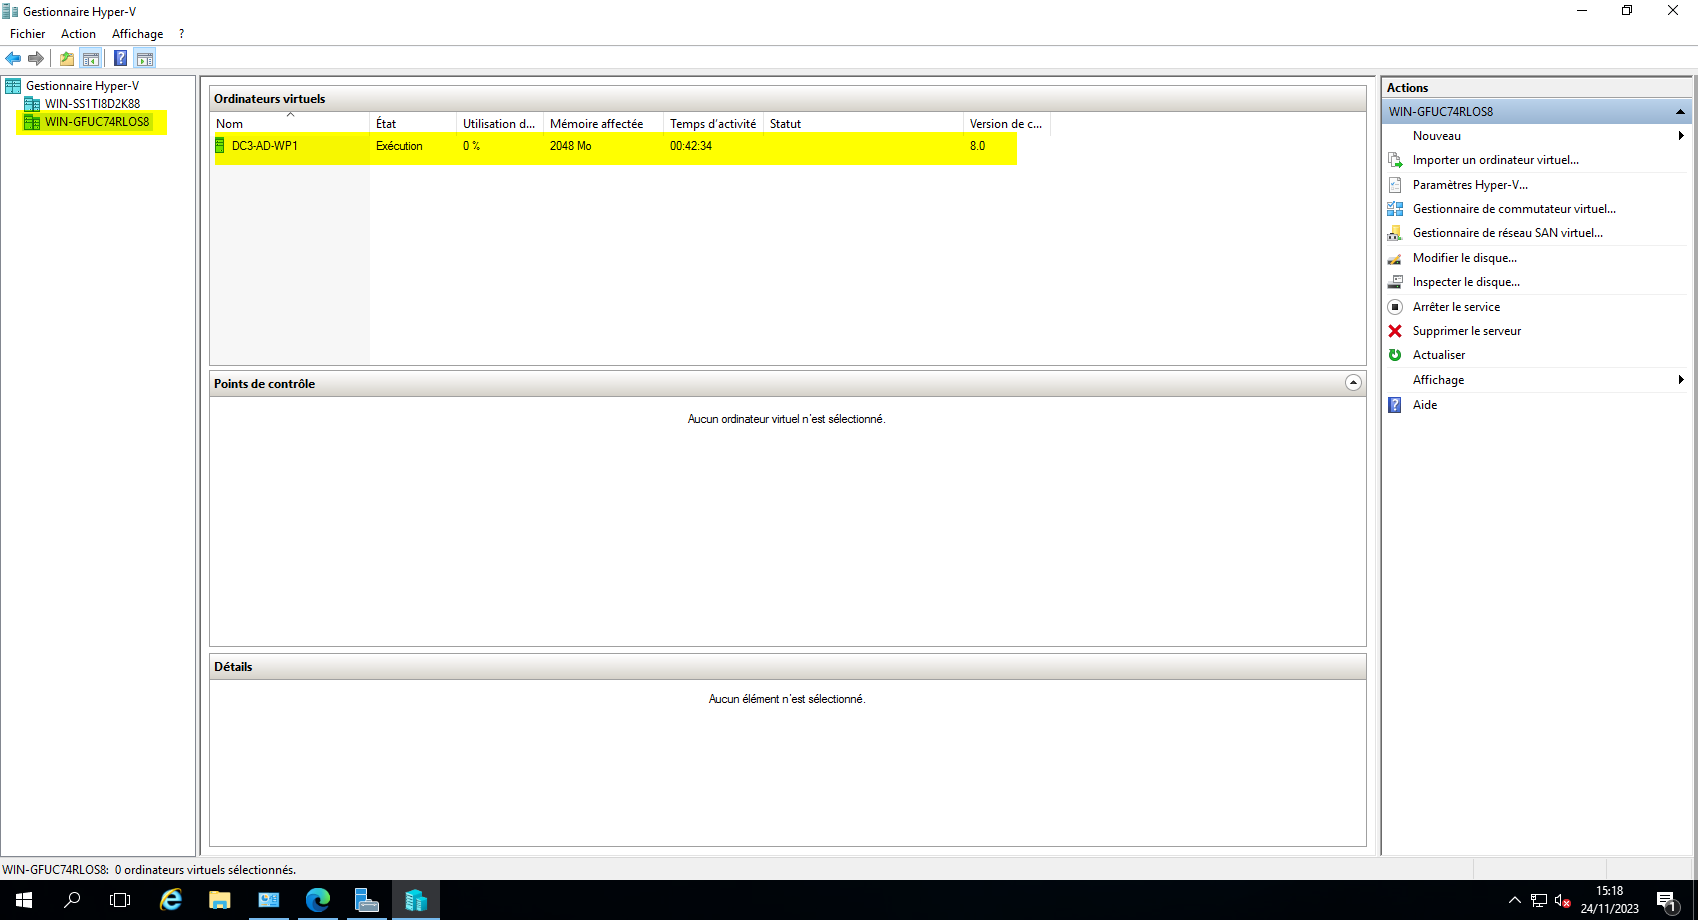 Gestionnaire Hyper-V
Fichier Action Affichage ?
Gestionnaire Hyper-V
WIN-SS1TI8D2K88
WIN-GFUC74RLOS8
Ordinateurs virtuels
Nom État Utilisation d... Mémoire affectée Temps d'activité Statut Version de c...
DC3-AD-WP1 Exécution 0 % 2048 Mo 00:42:34 8.0
Points de contrôle
Aucun ordinateur virtuel n'est sélectionné.
Détails
Aucun élément n'est sélectionné.
Actions
WIN-GFUC74RLOS8
Nouveau
Importer un ordinateur virtuel...
Paramètres Hyper-V...
Gestionnaire de commutateur virtuel...
Gestionnaire de réseau SAN virtuel...
Modifier le disque...
Inspecter le disque...
Arrêter le service
Supprimer le serveur
Actualiser
Affichage
Aide
WIN-GFUC74RLOS8: 0 ordinateurs virtuels sélectionnés.
15:18
24/11/2023
1